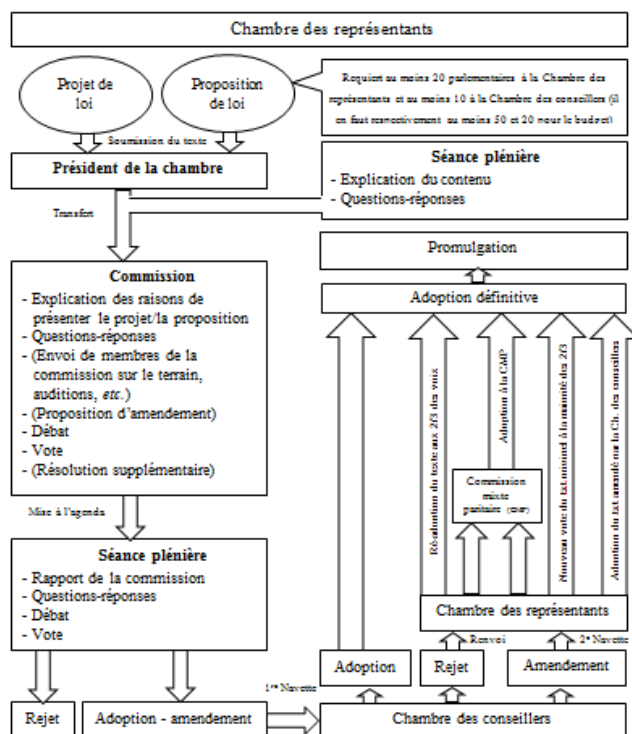 Chambre des représentants
Projet de
loi
Proposition
de loi
Requiert au moins 20 parlementaires à la Chambre des
représentants et au moins 10 à la Chambre des conseillers (il
en faut respectivement au moins 50 et 20 pour le budget)
Soumission du texte
Président de la chambre
Séance plénière
- Explication du contenu
- Questions-réponses
Transfert
Promulgation
Commission
- Explication des raisons de
présenter le projet/la proposition
- Questions-réponses
- (Envoi de membres de la
commission sur le terrain,
auditions, etc.)
- (Proposition d'amendement)
- Débat
- Vote
- (Résolution supplémentaire)
Adoption définitive
Ré-adoption du texte aux 2/3 des voix
Adoption à la CMP
Nouveau vote du txt initial à la majorité des 2/3
Adoption du txt amendé par la Ch. des conseillers
Commission
mixte
paritaire (CMP)
Mise à l'agenda
Séance plénière
- Rapport de la commission
- Questions-réponses
- Débat
- Vote
Chambre des représentants
Renvoi
2e Navette
Adoption
Rejet
Amendement
1re Navette
Rejet
Adoption - amendement
Chambre des conseillers